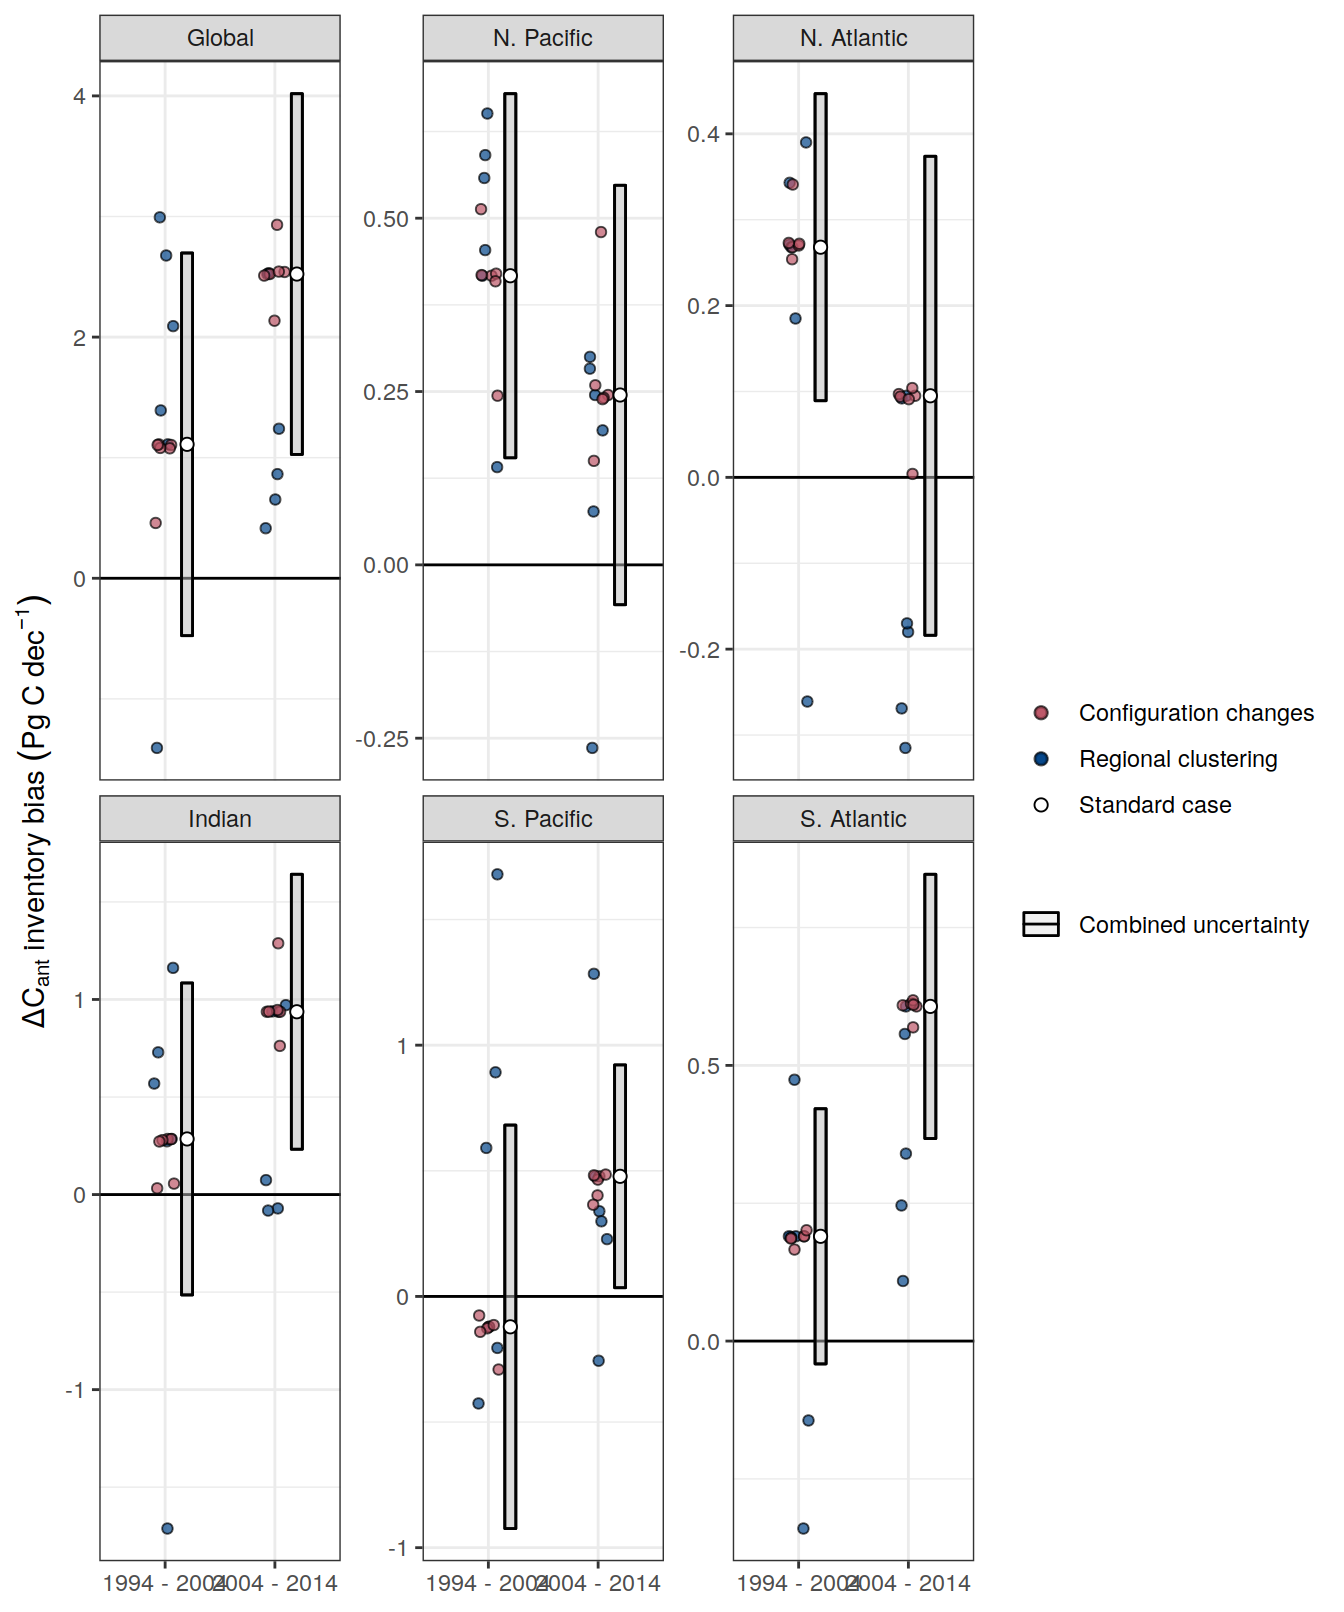 Global
N. Pacific
N. Atlantic
4
2
0
0.50
0.25
0.00
-0.25
0.4
0.2
0.0
-0.2
ΔCant inventory bias (Pg C dec−1)
Indian
S. Pacific
S. Atlantic
1
0
-1
1
0
-1
0.5
0.0
1994 - 2004
2004 - 2014
1994 - 2004
2004 - 2014
1994 - 2004
2004 - 2014
Configuration changes
Regional clustering
Standard case
Combined uncertainty